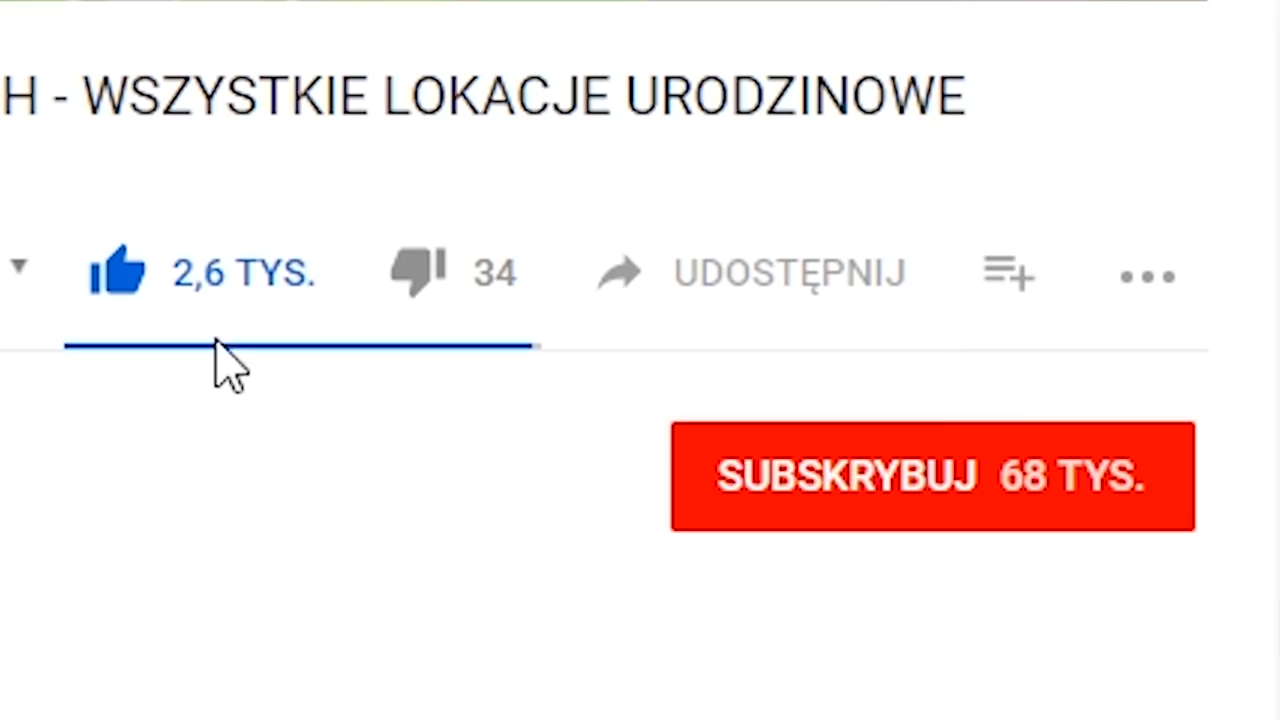 H - WSZYSTKIE LOKACJE URODZINOWE
2,6 TYS. 34 UDOSTĘPNIJ
SUBSKRYBUJ 68 TYS.